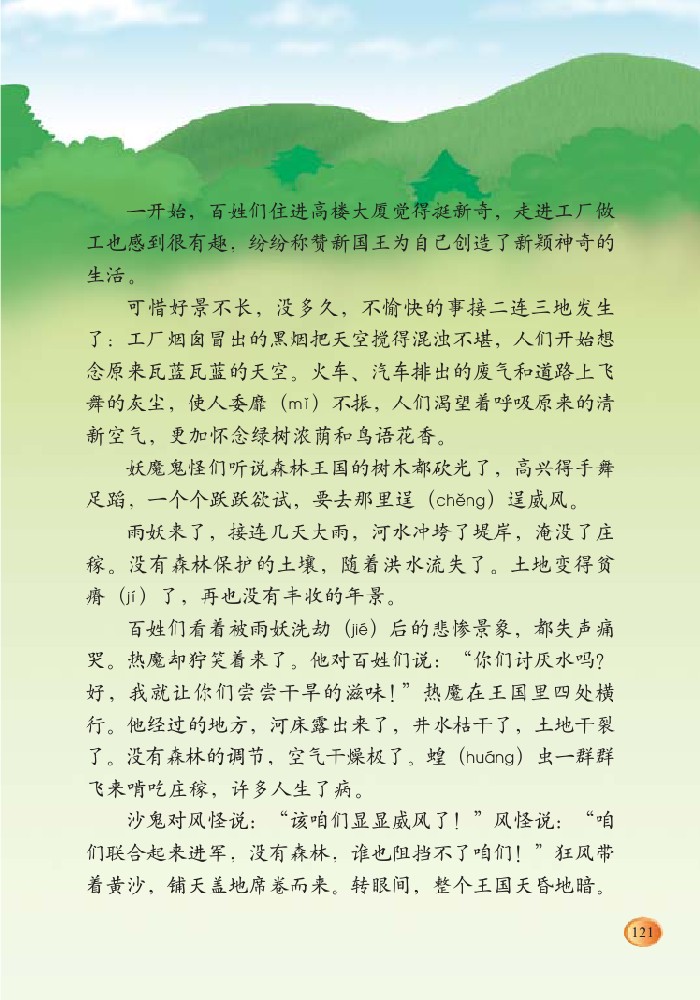 一开始，百姓们住进高楼大厦觉得挺新奇，走进工厂做
工也感到很有趣，纷纷称赞新国王为自己创造了新颖神奇的
生活。
可惜好景不长，没多久，不愉快的事接二连三地发生
了：工厂烟囱冒出的黑烟把天空搅得混浊不堪，人们开始想
念原来瓦蓝瓦蓝的天空。火车、汽车排出的废气和道路上飞
舞的灰尘，使人委靡（mǐ）不振，人们渴望着呼吸原来的清
新空气，更加怀念绿树浓荫和鸟语花香。
妖魔鬼怪们听说森林王国的树木都砍光了，高兴得手舞
足蹈，一个个跃跃欲试，要去那里逞（chěng）逞威风。
雨妖来了，接连几天大雨，河水冲垮了堤岸，淹没了庄
稼。没有森林保护的土壤，随着洪水流失了。土地变得贫
瘠（jí）了，再也没有丰收的年景。
百姓们看着被雨妖洗劫（jié）后的悲惨景象，都失声痛
哭。热魔却狞笑着来了。他对百姓们说：“你们讨厌水吗？
好，我就让你们尝尝干旱的滋味！”热魔在王国里四处横
行。他经过的地方，河床露出来了，井水枯干了，土地干裂
了。没有森林的调节，空气干燥极了。蝗（huáng）虫一群群
飞来啃吃庄稼，许多人生了病。
沙鬼对风怪说：“该咱们显显威风了！”风怪说：“咱
们联合起来进军，没有森林，谁也阻挡不了咱们！”狂风带
着黄沙，铺天盖地席卷而来。转眼间，整个王国天昏地暗。
121